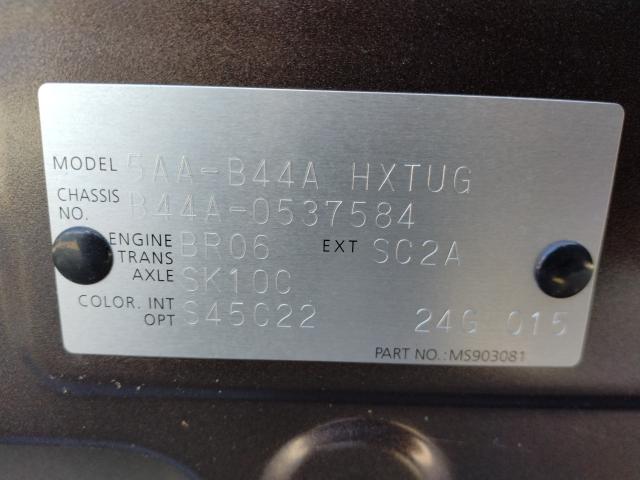 MODEL 5AA-B44A HXTUG
CHASSIS NO. B44A-0537584
ENGINE BR06 EXT SC2A
TRANS
AXLE SK10C
COLOR. INT
OPT S45C22 24G 015
PART NO.: MS903081